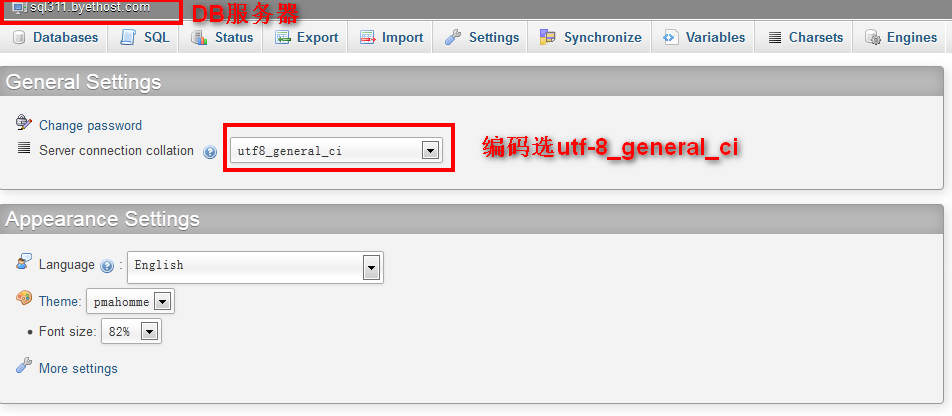 sql311.byethost.com DB服务器
Databases SQL Status Export Import Settings Synchronize Variables Charsets Engines
General Settings
Change password
Server connection collation utf8_general_ci 编码选utf-8_general_ci
Appearance Settings
Language : English
Theme: pmahomme
• Font size: 82%
More settings